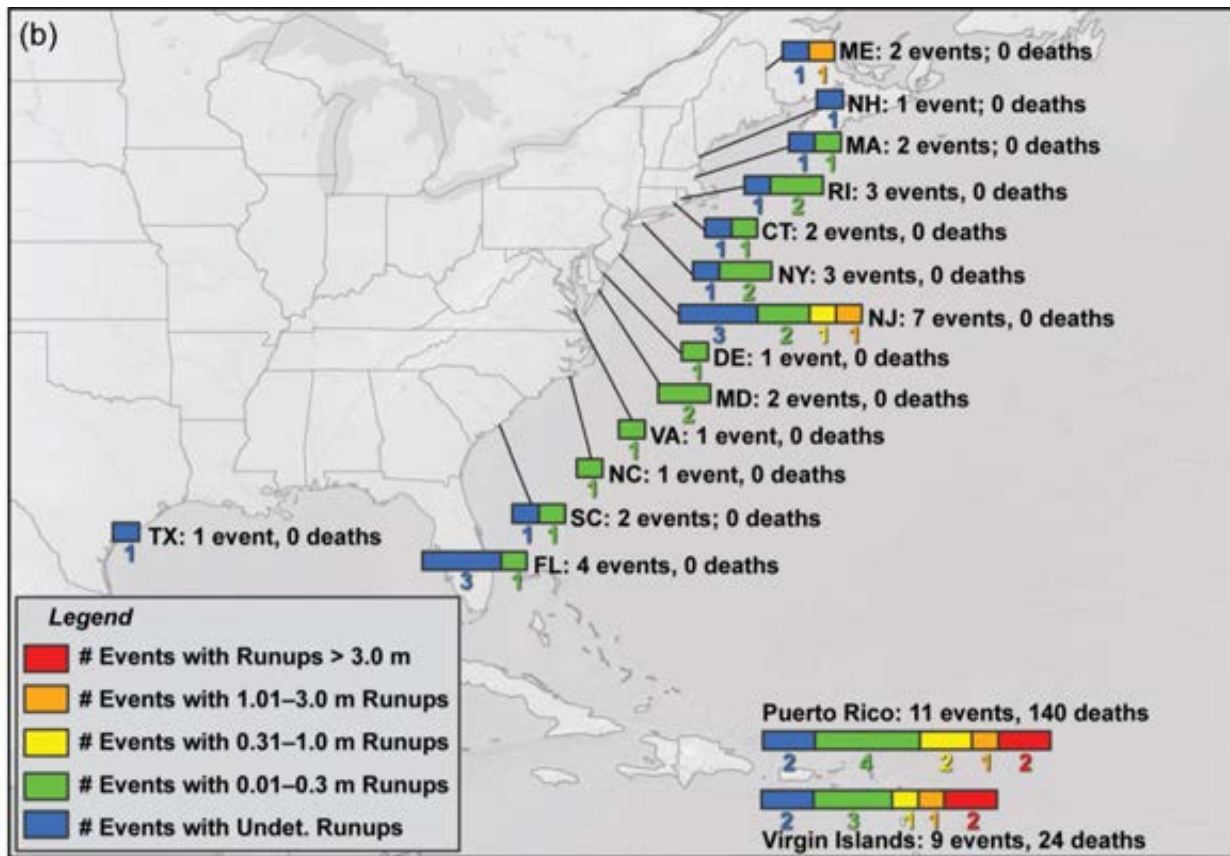 (b)
ME: 2 events; 0 deaths
1 1
NH: 1 event; 0 deaths
1
MA: 2 events; 0 deaths
1 1
RI: 3 events, 0 deaths
1 2
CT: 2 events, 0 deaths
1 1
NY: 3 events, 0 deaths
1 2
NJ: 7 events, 0 deaths
3 2 1 1
DE: 1 event, 0 deaths
1
MD: 2 events, 0 deaths
2
VA: 1 event, 0 deaths
1
NC: 1 event, 0 deaths
1
SC: 2 events; 0 deaths
1 1
TX: 1 event, 0 deaths
1
FL: 4 events, 0 deaths
3 1
Legend
# Events with Runups > 3.0 m
# Events with 1.01–3.0 m Runups
# Events with 0.31–1.0 m Runups
# Events with 0.01–0.3 m Runups
# Events with Undet. Runups
Puerto Rico: 11 events, 140 deaths
2 4 2 1 2
2 3 1 1 2
Virgin Islands: 9 events, 24 deaths